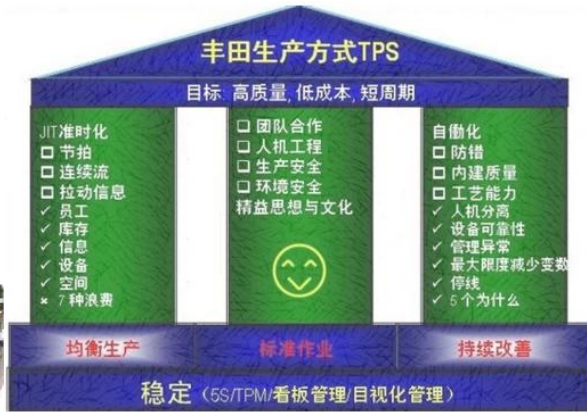 丰田生产方式TPS
目标 高质量, 低成本, 短周期
JIT准时化
☐ 节拍
☐ 连续流
☐ 拉动信息
✓ 员工
✓ 库存
✓ 信息
✓ 设备
✓ 空间
× 7 种浪费
❑ 团队合作
❑ 人机工程
❑ 生产安全
❑ 环境安全
精益思想与文化
自働化
☐ 防错
☐ 内建质量
☐ 工艺能力
✓ 人机分离
✓ 设备可靠性
✓ 管理异常
✓ 最大限度减少变数
✓ 停线
✓ 5 个为什么
均衡生产
标准作业
持续改善
稳定（5S/TPM/看板管理/目视化管理）